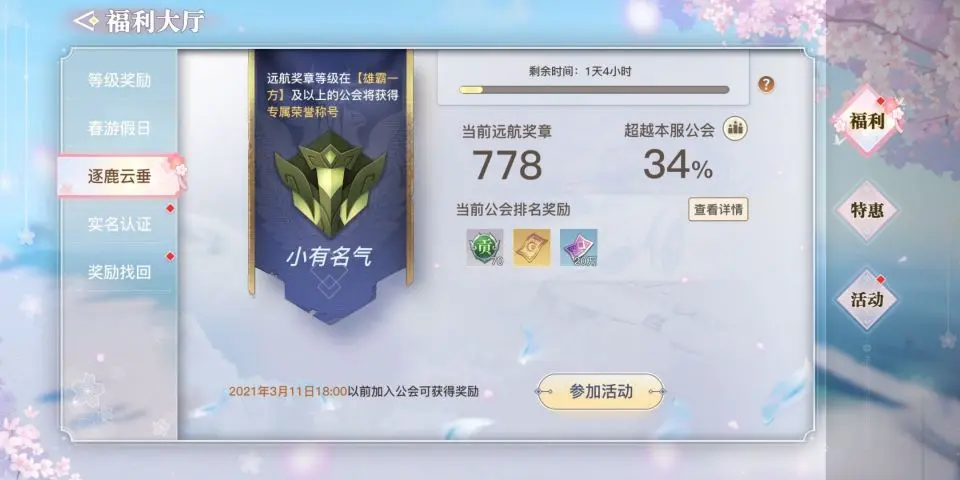 福利大厅
等级奖励
春游假日
逐鹿云垂
实名认证
奖励找回
远航奖章等级在【雄霸一
方】及以上的公会将获得
专属荣誉称号
小有名气
剩余时间：1天4小时
?
当前远航奖章
778
超越本服公会
34%
当前公会排名奖励
查看详情
贡
78
20万
2021年3月11日18:00以前加入公会可获得奖励
参加活动
福利
特惠
活动